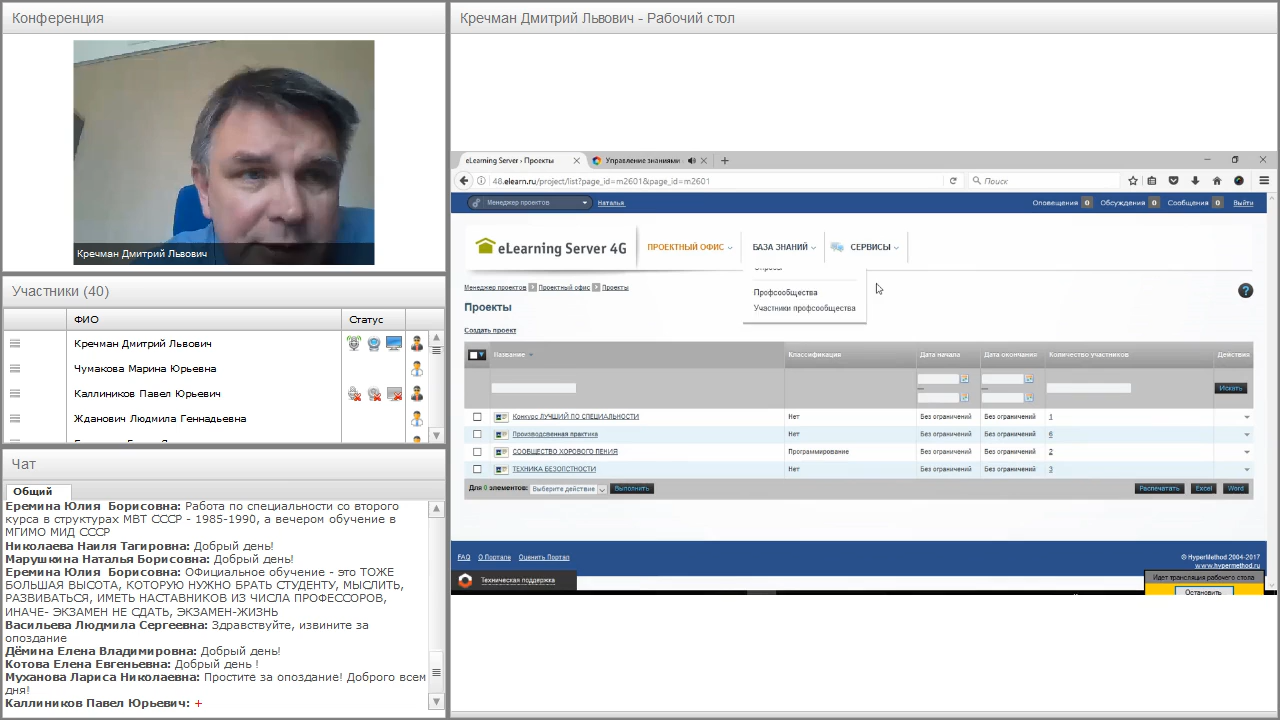 Конференция
Кречман Дмитрий Львович
Участники (40)
ФИО
Статус
Кречман Дмитрий Львович
Чумаченко Марина Юрьевна
Каллиников Павел Юрьевич
Жданович Людмила Геннадьевна
Чат
Общий
Еремина Юлия Борисовна: Работа по специальности со второго
курса в структурах МВТ СССР - 1985-1990, а вечером обучение в
МГИМО МИД СССР
Николаева Наиля Тагировна: Добрый день!
Марушкина Наталья Борисовна: Добрый день!
Еремина Юлия Борисовна: Официальное обучение - это ТОЖЕ
БОЛЬШАЯ ВЫСОТА, КОТОРУЮ НУЖНО БРАТЬ СТУДЕНТУ, МЫСЛИТЬ,
РАЗВИВАТЬСЯ, ИМЕТЬ НАСТАВНИКОВ ИЗ ЧИСЛА ПРОФЕССОРОВ,
ИНАЧЕ- ЭКЗАМЕН НЕ СДАТЬ, ЭКЗАМЕН-ЖИЗНЬ
Васильева Людмила Сергеевна: Здравствуйте, извините за
опоздание
Дёмина Елена Владимировна: Добрый день!
Котова Елена Евгеньевна: Добрый день !
Муханова Лариса Николаевна: Простите за опоздание! Доброго всем
дня!
Каллиников Павел Юрьевич: +
Кречман Дмитрий Львович - Рабочий стол
eLearning Server › Проекты
Управление знаниями
48.elearn.ru/project/list?page_id=m2601&page_id=m2601
Поиск
Менеджер проектов
Наталья
Оповещения 0
Обсуждения 0
Сообщения 0
Выйти
eLearning Server 4G
ПРОЕКТНЫЙ ОФИС
БАЗА ЗНАНИЙ
СЕРВИСЫ
Опросы
Профсообщества
Участники профсообщества
Менеджер проектов
Проектный офис
Проекты
Проекты
Создать проект
Название
Классификация
Дата начала
Дата окончания
Количество участников
Действия
Искать
Конкурс ЛУЧШИЙ ПО СПЕЦИАЛЬНОСТИ Нет Без ограничений Без ограничений 1
Производсвенная практика Нет Без ограничений Без ограничений 6
СООБЩЕСТВО ХОРОВОГО ПЕНИЯ Программирование Без ограничений Без ограничений 2
ТЕХНИКА БЕЗОПСТНОСТИ Нет Без ограничений Без ограничений 3
Для 0 элементов: Выберите действие Выполнить
Распечатать
Excel
Word
FAQ
О Портале
Оценить Портал
© HyperMethod 2004-2017
www.hypermethod.ru
Техническая поддержка
Идет трансляция рабочего стола
Остановить